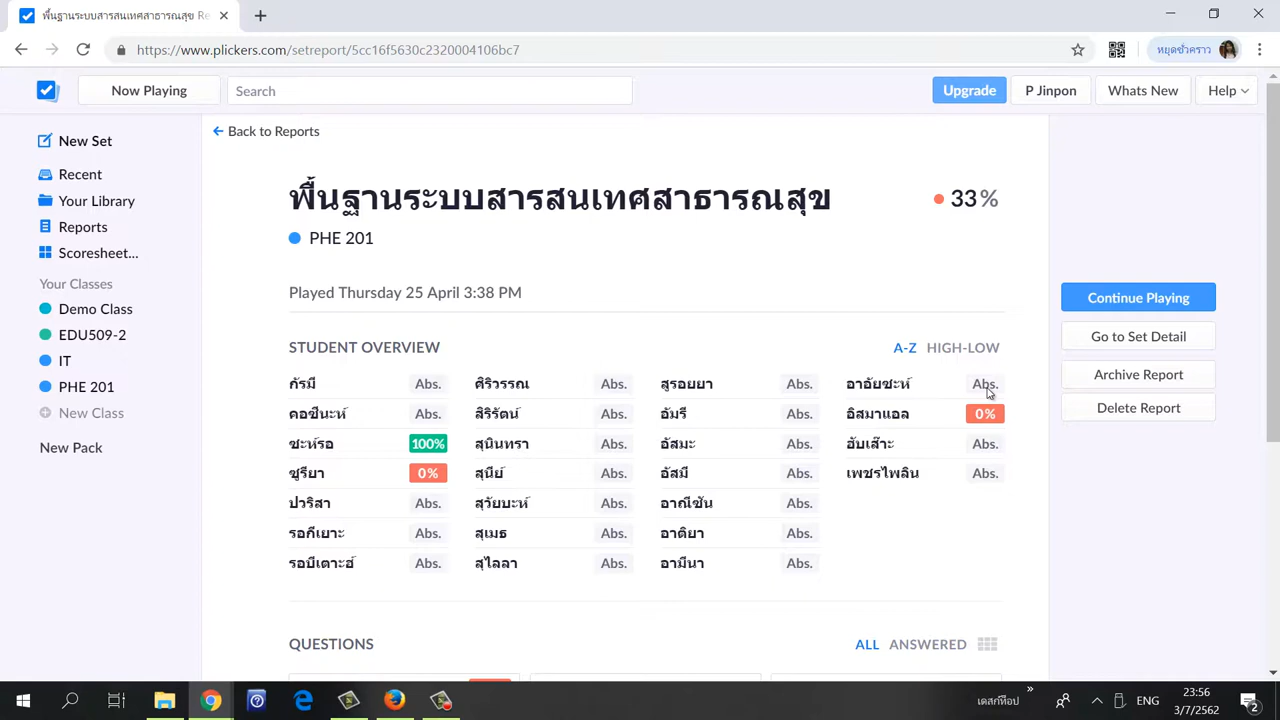 พื้นฐานระบบสารสนเทศสาธารณสุข Re
https://www.plickers.com/setreport/5cc16f5630c2320004106bc7
หยุดชั่วคราว
Now Playing
Search
Upgrade
P Jinpon
Whats New
Help
New Set
Recent
Your Library
Reports
Scoresheet...
Your Classes
Demo Class
EDU509-2
IT
PHE 201
New Class
New Pack
Back to Reports
พื้นฐานระบบสารสนเทศสาธารณสุข
33%
PHE 201
Played Thursday 25 April 3:38 PM
STUDENT OVERVIEW
A-Z HIGH-LOW
กัรมี Abs. ศิริวรรณ Abs. สูรอยยา Abs. อาอัยซะห์ Abs.
คอซีนะห์ Abs. สิริรัตน์ Abs. อัมรี Abs. อิสมาแอล 0%
ซะห์รอ 100% สุนินทรา Abs. อัสมะ Abs. ฮับเส๊าะ Abs.
ซูรียา 0% สุนีย์ Abs. อัสมี Abs. เพชรไพลิน Abs.
ปวริสา Abs. สุวัยบะห์ Abs. อาณีซัน Abs.
รอกีเยาะ Abs. สุเมธ Abs. อาตียา Abs.
รอบีเตาะฮ์ Abs. สุไลลา Abs. อามีนา Abs.
QUESTIONS
ALL ANSWERED
Continue Playing
Go to Set Detail
Archive Report
Delete Report
เดสก์ท็อป
»
ENG
23:56
3/7/2562
2